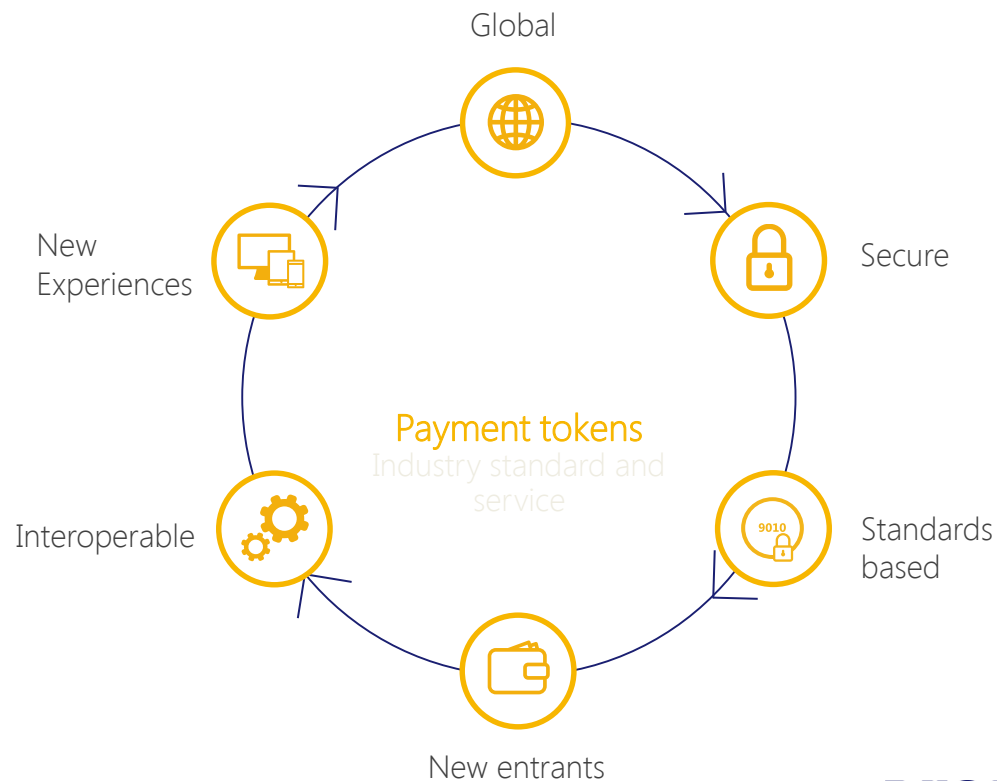 Global
New
Experiences
Secure
Payment tokens
Industry standard and
service
Interoperable
9010
Standards
based
New entrants